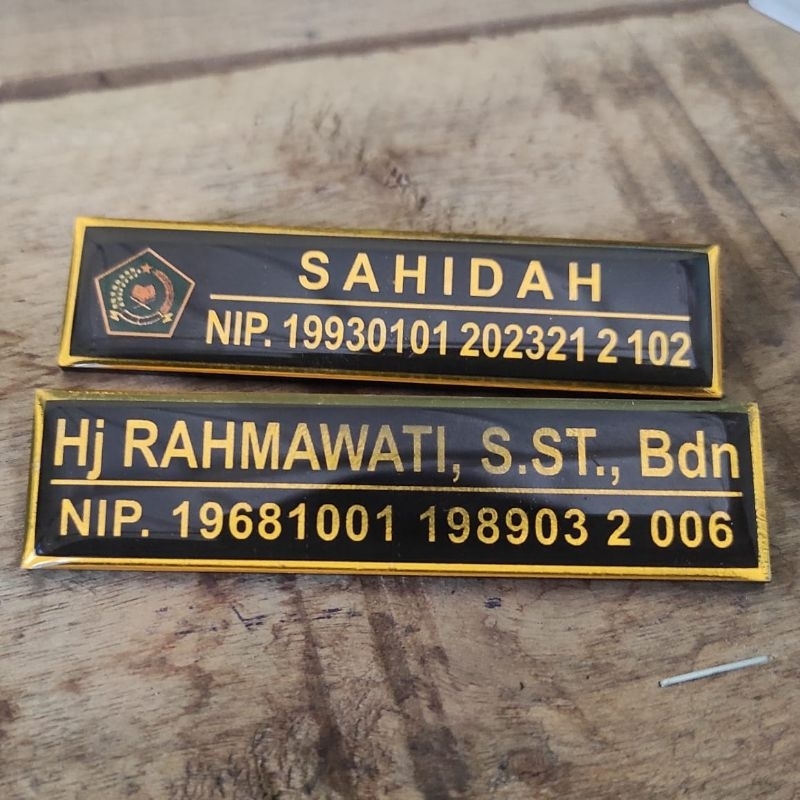 SAHIDAH
NIP. 19930101 202321 2 102
Hj RAHMAWATI, S.ST., Bdn
NIP. 19681001 198903 2 006